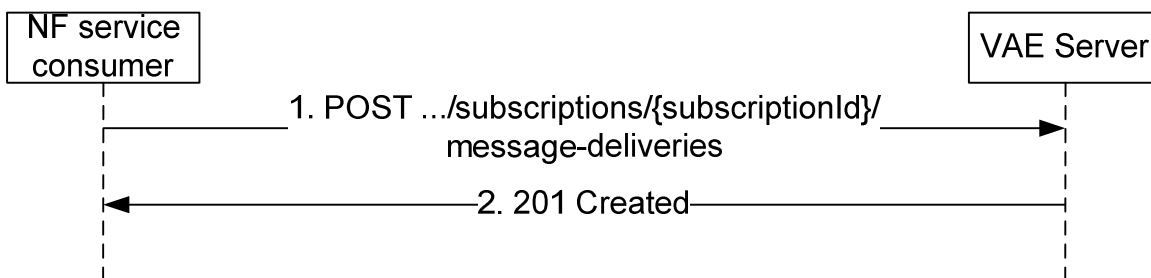 NF service
consumer
VAE Server
1. POST .../subscriptions/{subscriptionId}/
message-deliveries
2. 201 Created